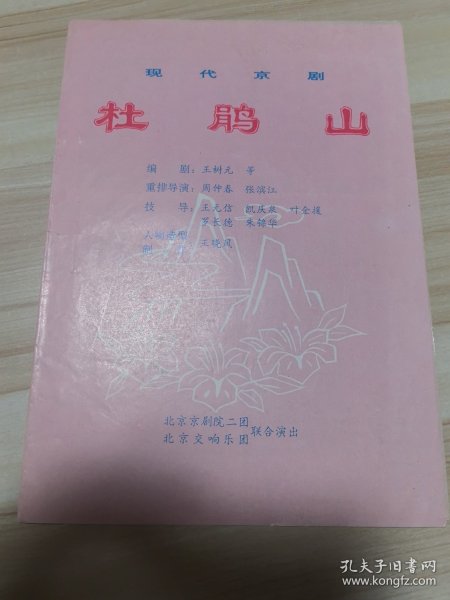 现代京剧
杜鹃山
编 剧：王树元 等
重排导演：周仲春 张滨江
技 导：王元信 凯庆泉 叶金援
罗长德 朱锦华
人物造型
王晓凤
北京京剧院二团
北京交响乐团
联合演出
孔夫子旧书网
www.kongfz.com